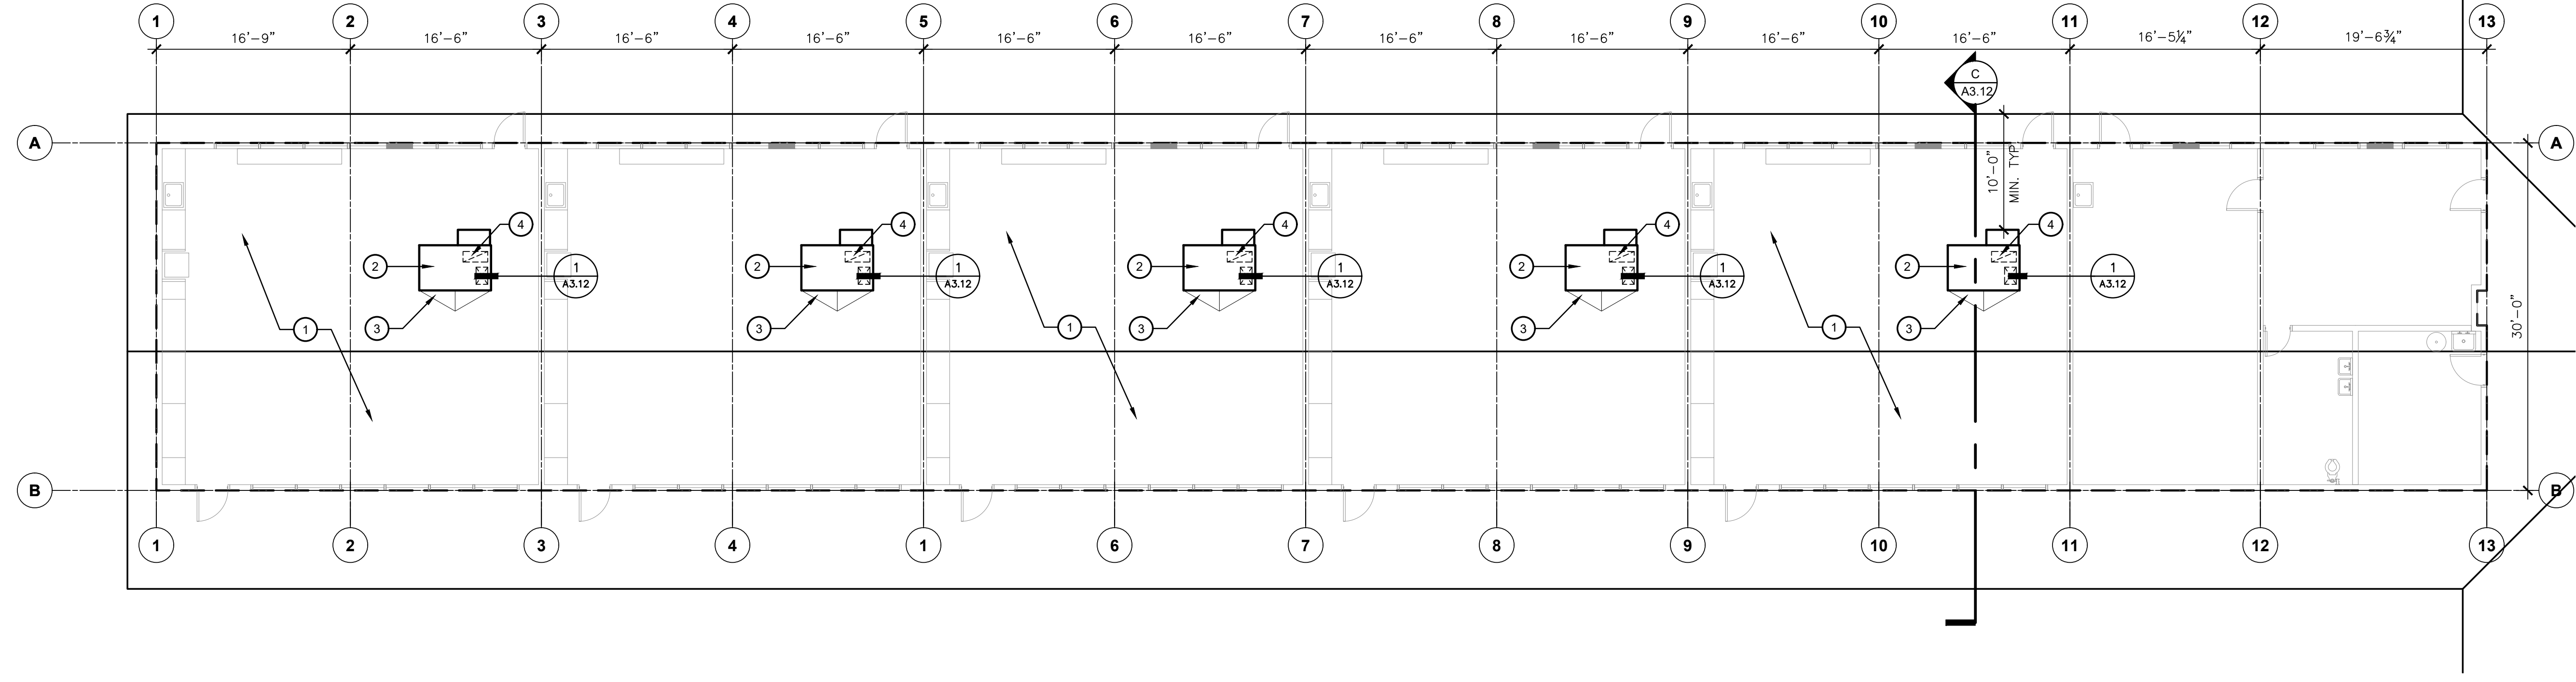 1 2 3 4 5 6 7 8 9 10 11 12 13
16'-9" 16'-6" 16'-6" 16'-6" 16'-6" 16'-6" 16'-6" 16'-6" 16'-6" 16'-6" 16'-5¼" 19'-6¾"
C
A3.12
A A
10'-0"
MIN. TYP
4 4 4 4 4
2 2 2 2 2
1 1 1 1 1
A3.12 A3.12 A3.12 A3.12 A3.12
3 3 3 3 3
1 1 1
30'-0"
B B
1 2 3 4 1 6 7 8 9 10 11 12 13